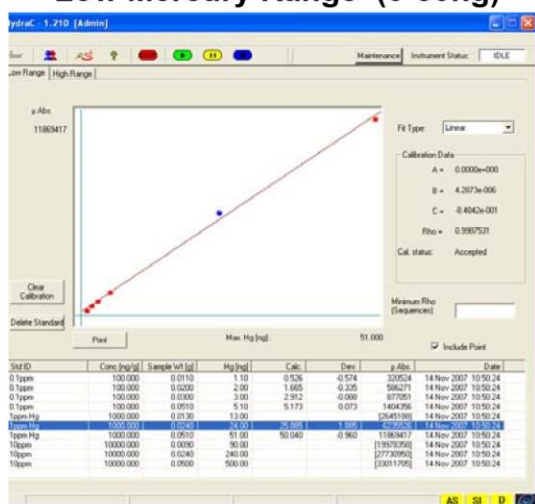 Low Mercury Range (0-50ng)
ydraC - 1.710 [Admin]
Maintenance Instrument Status: IDLE
Low Range High Range
µ Abs:
11869417
Fit Type: Linear
Calibration Data
A = 0.0000e+000
B = 4.2873e-006
C = -8.4842e-001
Rho = 0.9987531
Cal. status: Accepted
Clear
Calibration
Delete Standard
Minimum Rho
(Sequences):
Print Max. Hg [ng] : 51.000
Include Point
Std ID Conc [ng/g] Sample Wt [g] Hg [ng] Calc. Dev. µ Abs. Date
0.1ppm 100.000 0.0110 1.10 0.526 -0.574 320524 14 Nov 2007 10:50:24
0.1ppm 100.000 0.0200 2.00 1.665 -0.335 586271 14 Nov 2007 10:50:24
0.1ppm 100.000 0.0300 3.00 2.912 -0.088 877051 14 Nov 2007 10:50:24
0.1ppm 100.000 0.0510 5.10 5.173 0.073 1404356 14 Nov 2007 10:50:24
1ppm Hg 1000.000 0.0130 13.00 [2645188] 14 Nov 2007 10:50:24
1ppm Hg 1000.000 0.0240 24.00 25.885 1.885 6235526 14 Nov 2007 10:50:24
1ppm Hg 1000.000 0.0510 51.00 50.040 -0.960 11869417 14 Nov 2007 10:50:24
10ppm 10000.000 0.0090 90.00 [19978358] 14 Nov 2007 10:50:24
10ppm 10000.000 0.0240 240.00 [27730950] 14 Nov 2007 10:50:24
10ppm 10000.000 0.0500 500.00 [33011705] 14 Nov 2007 10:50:24
AS SI D